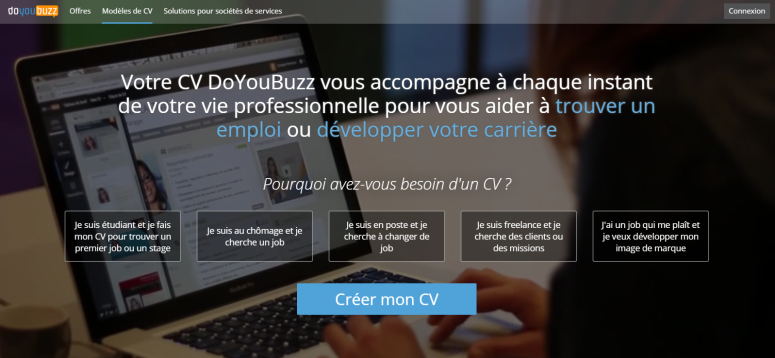 doyoubuzz Offres Modèles de CV Solutions pour sociétés de services Connexion
Votre CV DoYouBuzz vous accompagne à chaque instant
de votre vie professionnelle pour vous aider à trouver un
emploi ou développer votre carrière
Pourquoi avez-vous besoin d'un CV ?
Je suis étudiant et je fais
mon CV pour trouver un
premier job ou un stage
Je suis au chômage et je
cherche un job
Je suis en poste et je
cherche à changer de
job
Je suis freelance et je
cherche des clients ou
des missions
J'ai un job qui me plaît et
je veux développer mon
image de marque
Créer mon CV